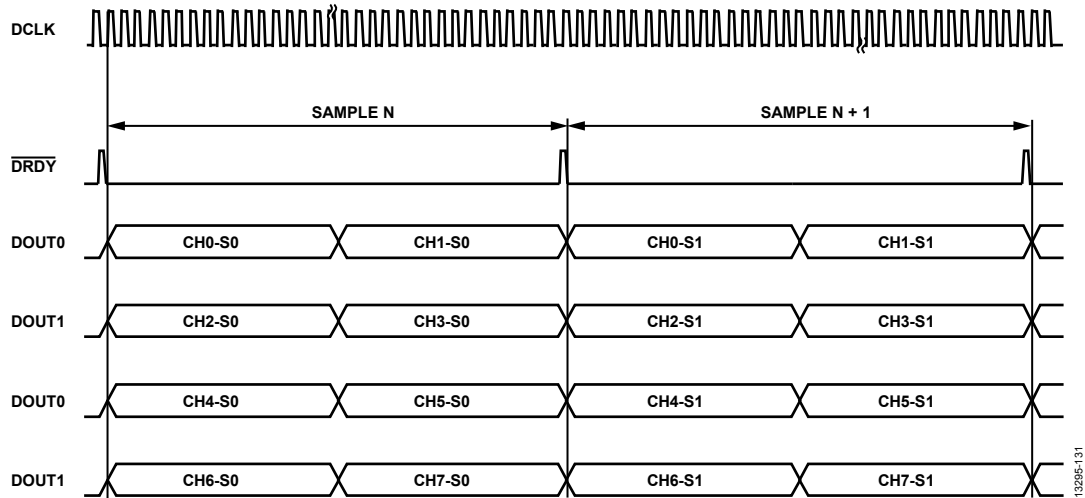 DCLK
SAMPLE N SAMPLE N + 1
DRDY
DOUT0 CH0-S0 CH1-S0 CH0-S1 CH1-S1
DOUT1 CH2-S0 CH3-S0 CH2-S1 CH3-S1
DOUT0 CH4-S0 CH5-S0 CH4-S1 CH5-S1
DOUT1 CH6-S0 CH7-S0 CH6-S1 CH7-S1
13295-131